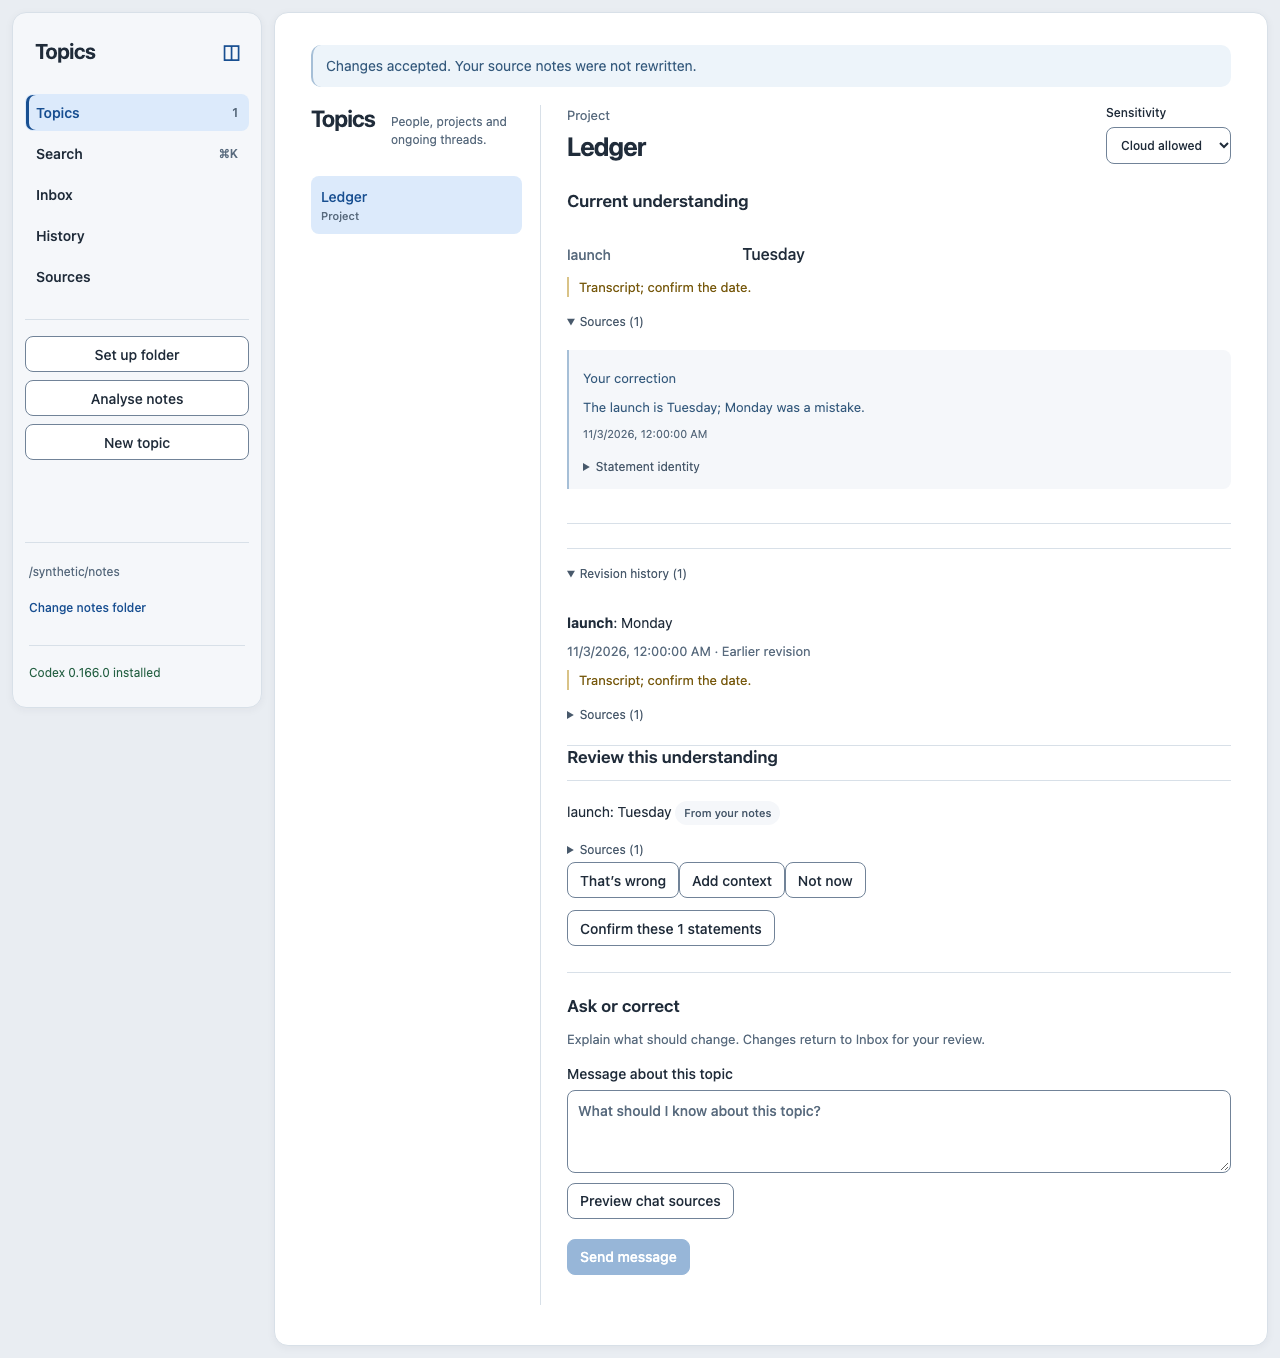 Topics
Topics 1
Search ⌘K
Inbox
History
Sources
Set up folder
Analyse notes
New topic
/synthetic/notes
Change notes folder
Codex 0.166.0 installed
Changes accepted. Your source notes were not rewritten.
Topics
People, projects and
ongoing threads.
Ledger
Project
Project
Ledger
Sensitivity
Cloud allowed
Current understanding
launch Tuesday
Transcript; confirm the date.
Sources (1)
Your correction
The launch is Tuesday; Monday was a mistake.
11/3/2026, 12:00:00 AM
Statement identity
Revision history (1)
launch: Monday
11/3/2026, 12:00:00 AM · Earlier revision
Transcript; confirm the date.
Sources (1)
Review this understanding
launch: Tuesday From your notes
Sources (1)
That’s wrong Add context Not now
Confirm these 1 statements
Ask or correct
Explain what should change. Changes return to Inbox for your review.
Message about this topic
What should I know about this topic?
Preview chat sources
Send message